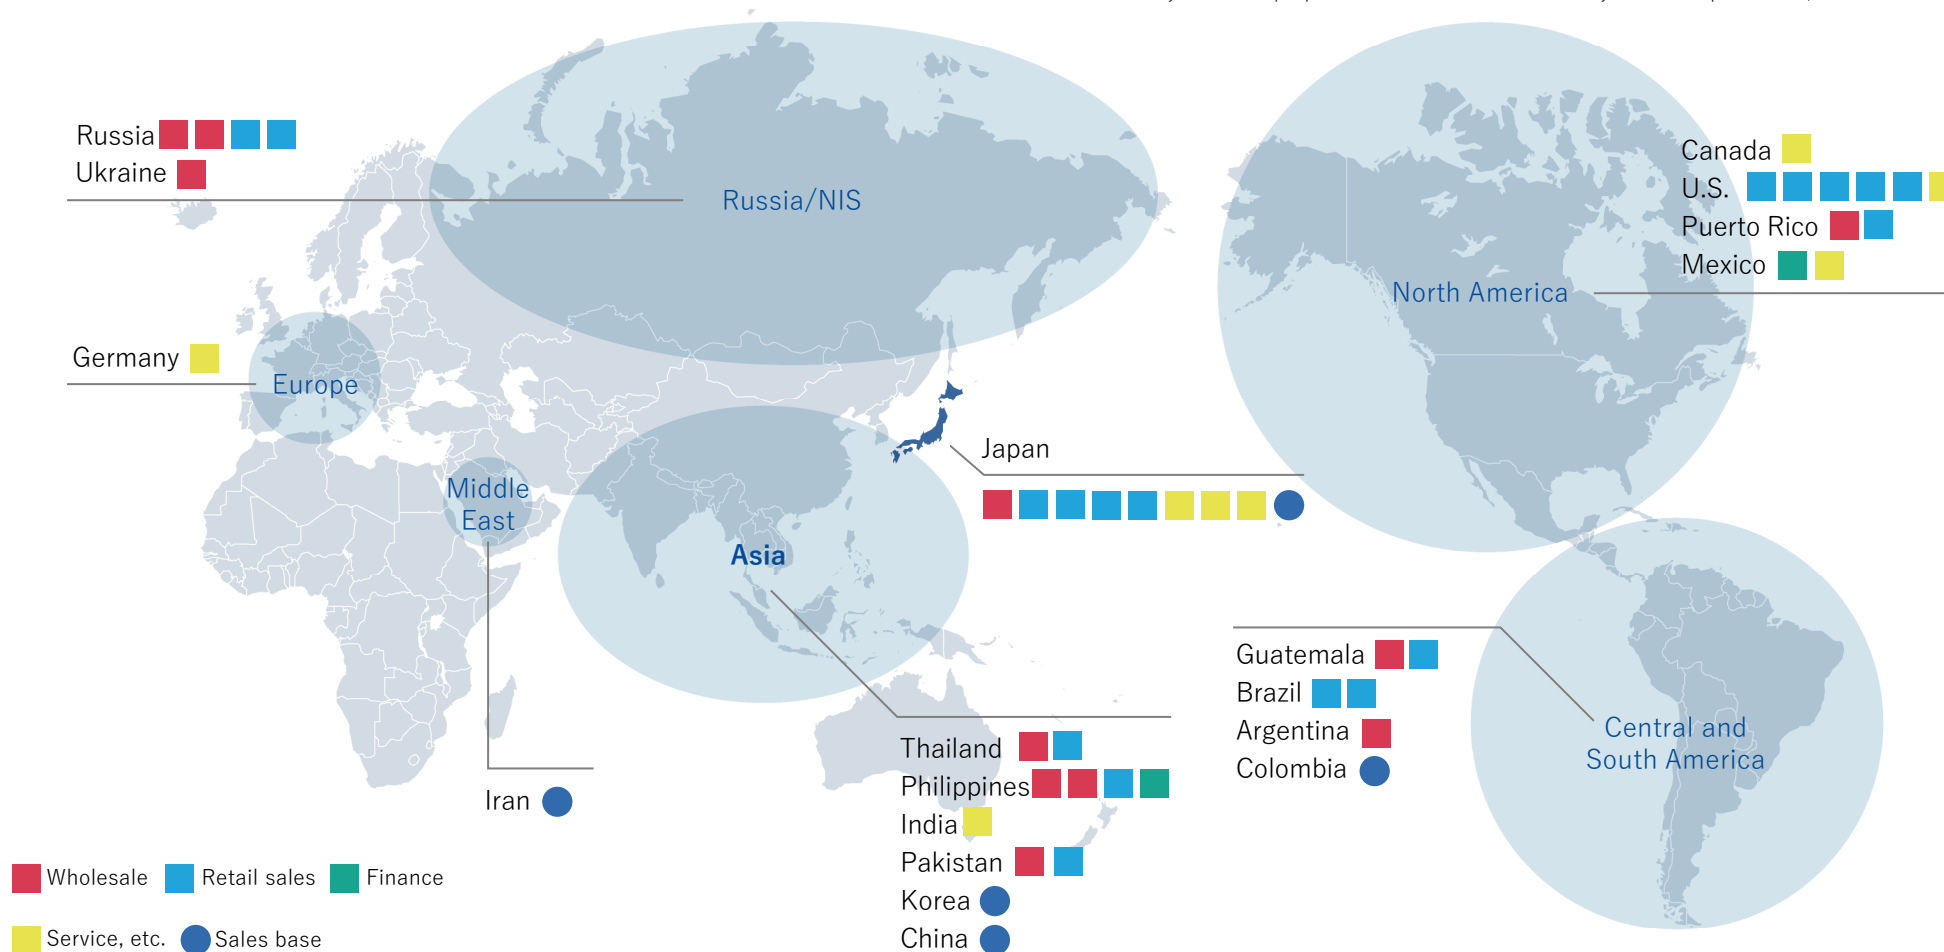 Russia
Ukraine
Russia/NIS
Canada
U.S.
Puerto Rico
Mexico
North America
Germany
Europe
Japan
Middle
East
Asia
Guatemala
Brazil
Argentina
Colombia
Central and
South America
Thailand
Philippines
India
Pakistan
Korea
China
Iran
Wholesale
Retail sales
Finance
Service, etc.
Sales base